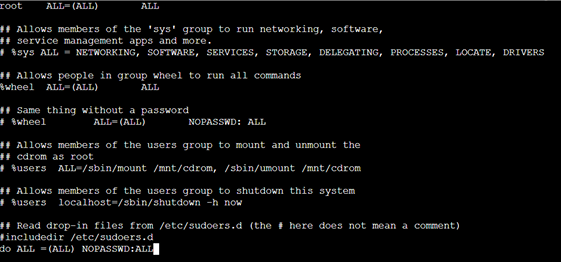 root    ALL=(ALL)       ALL
## Allows members of the 'sys' group to run networking, software,
## service management apps and more.
# %sys ALL = NETWORKING, SOFTWARE, SERVICES, STORAGE, DELEGATING, PROCESSES, LOCATE, DRIVERS
## Allows people in group wheel to run all commands
%wheel  ALL=(ALL)       ALL
## Same thing without a password
# %wheel        ALL=(ALL)       NOPASSWD: ALL
## Allows members of the users group to mount and unmount the
## cdrom as root
# %users  ALL=/sbin/mount /mnt/cdrom, /sbin/umount /mnt/cdrom
## Allows members of the users group to shutdown this system
# %users  localhost=/sbin/shutdown -h now
## Read drop-in files from /etc/sudoers.d (the # here does not mean a comment)
#includedir /etc/sudoers.d
do ALL =(ALL) NOPASSWD:ALL